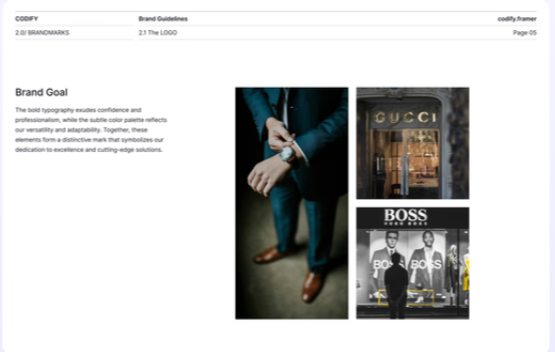 CODIFY
Brand Guidelines
codify.framer
2.0/ BRANDMARKS
2.1 The LOGO
Page 05
Brand Goal
The bold typography exudes confidence and
professionalism, while the subtle color palette reflects
our versatility and adaptability. Together, these
elements form a distinctive mark that symbolizes our
dedication to excellence and cutting-edge solutions.
GUCCI
BOSS
HUGO BOSS
BOSS BOSS